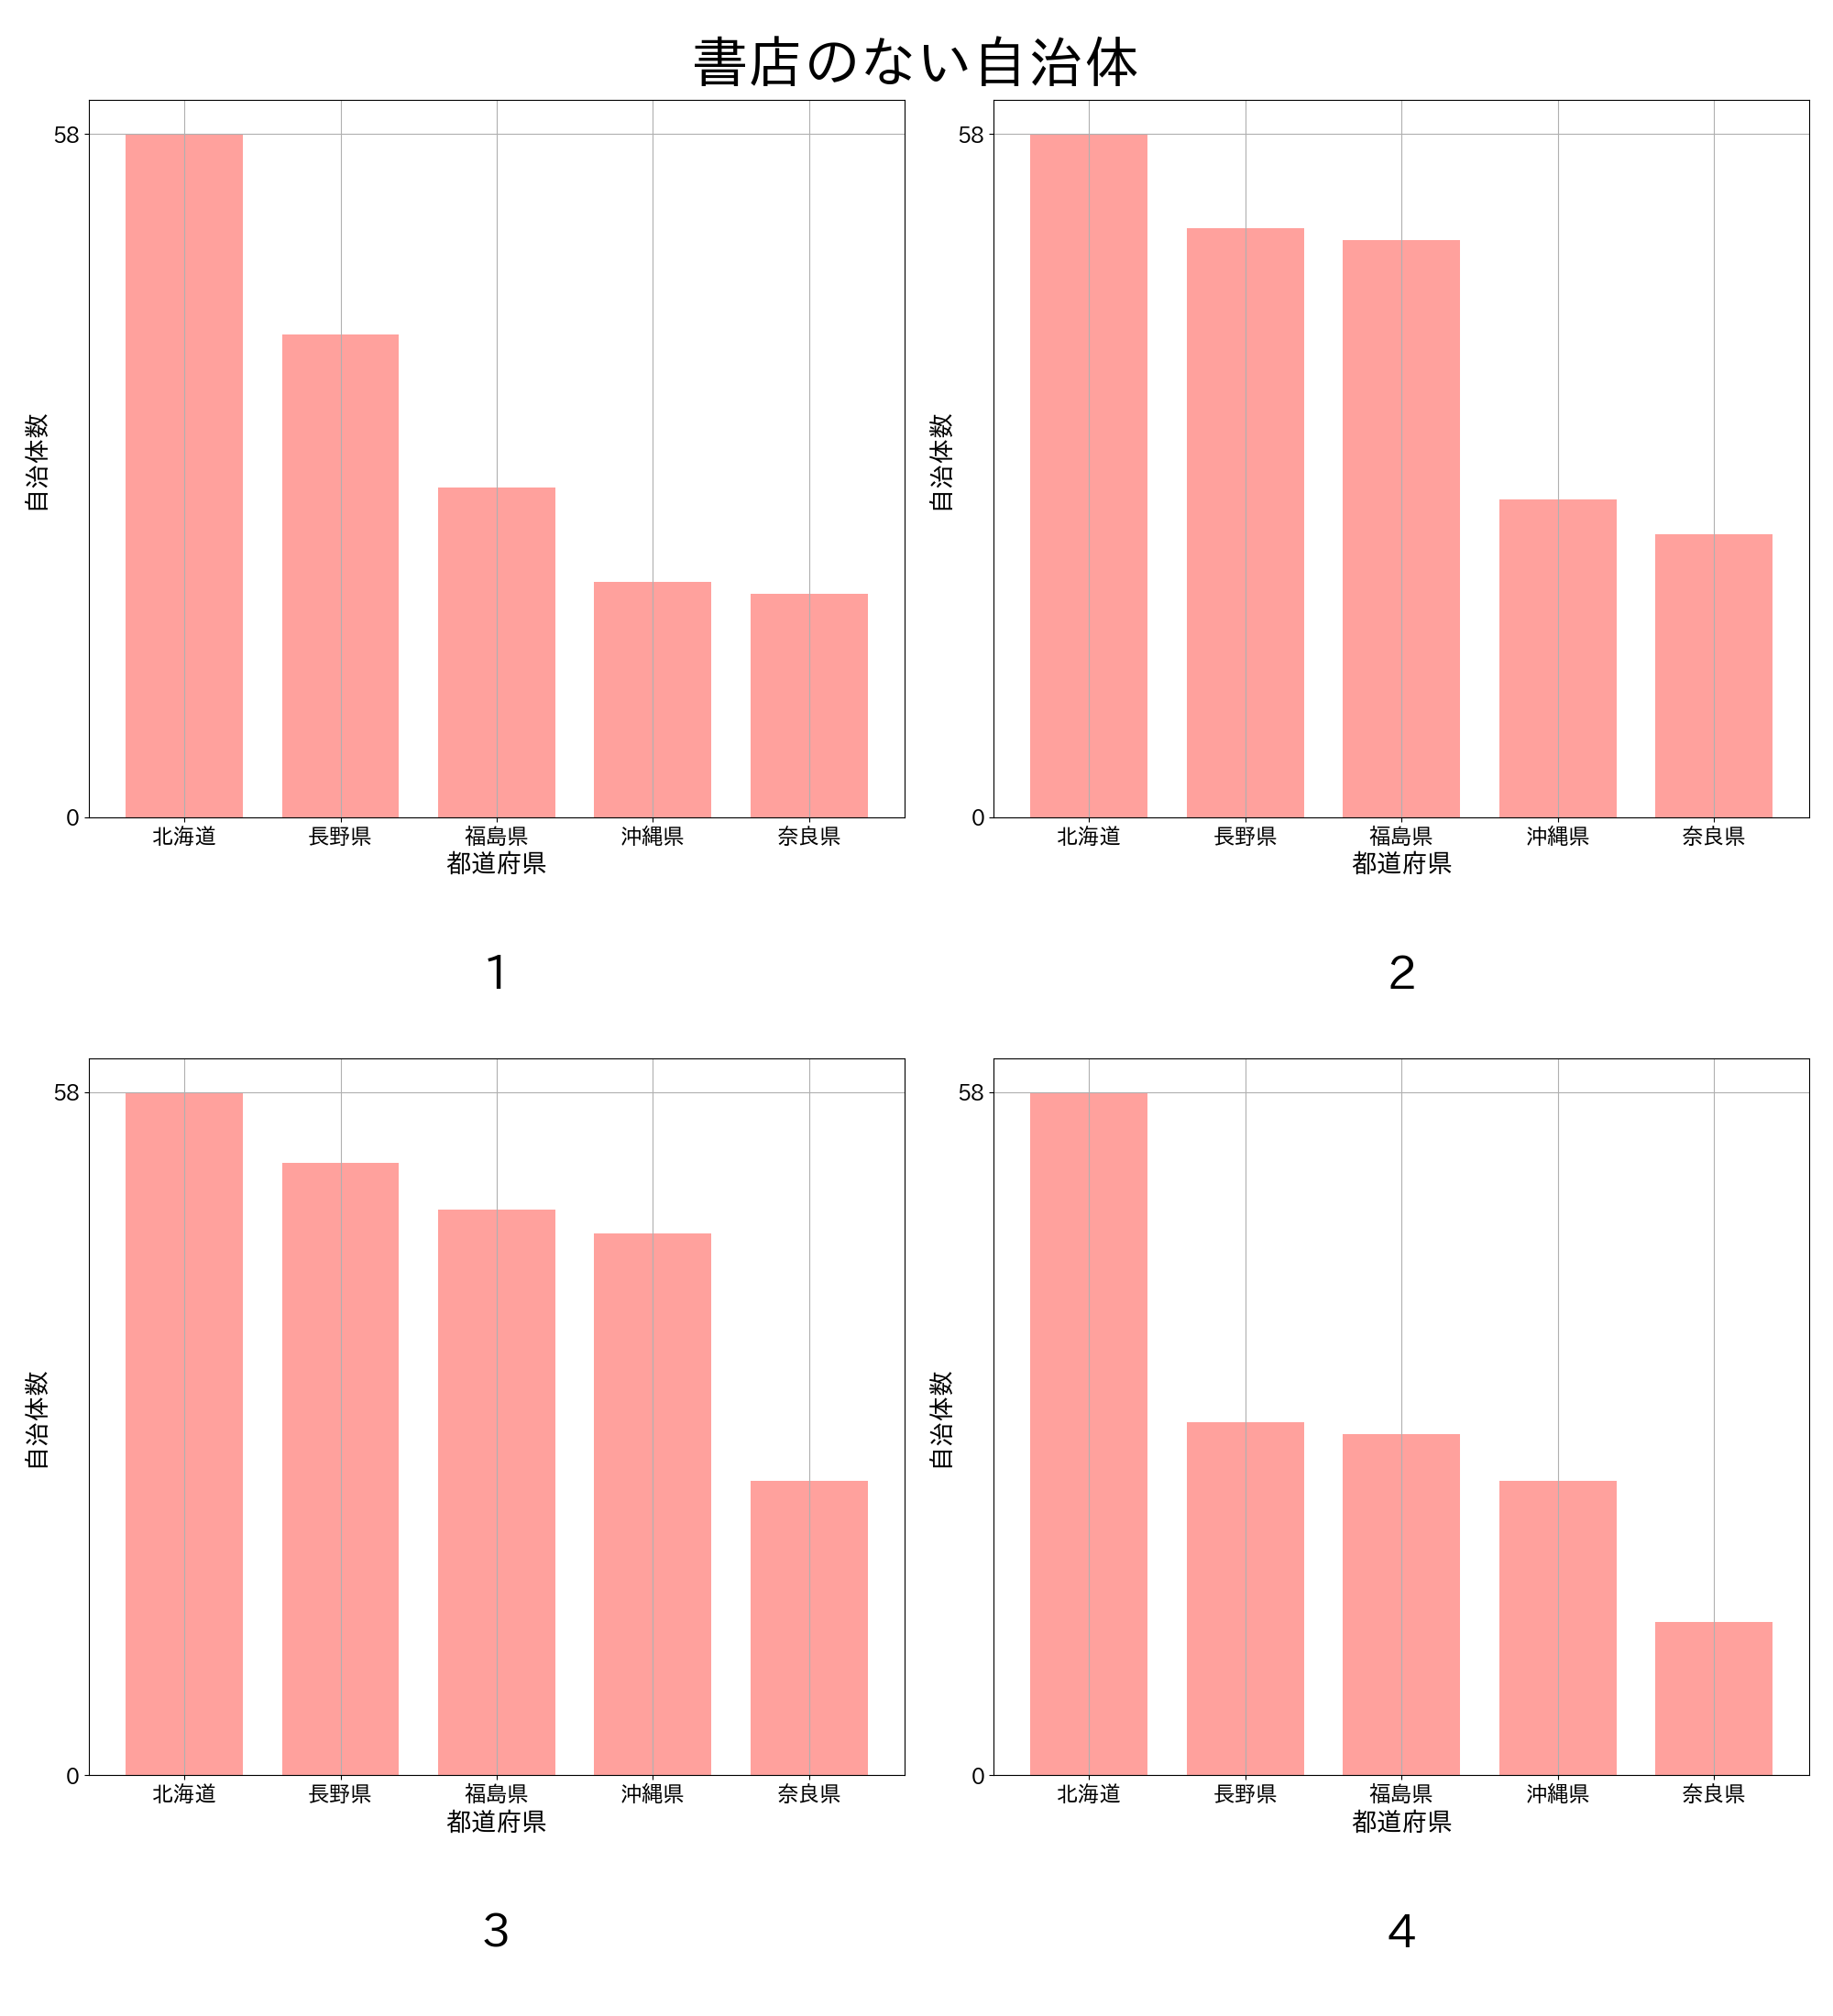 書店のない自治体
58
0
自治体数
北海道 長野県 福島県 沖縄県 奈良県
都道府県
1
58
0
自治体数
北海道 長野県 福島県 沖縄県 奈良県
都道府県
2
58
0
自治体数
北海道 長野県 福島県 沖縄県 奈良県
都道府県
3
58
0
自治体数
北海道 長野県 福島県 沖縄県 奈良県
都道府県
4